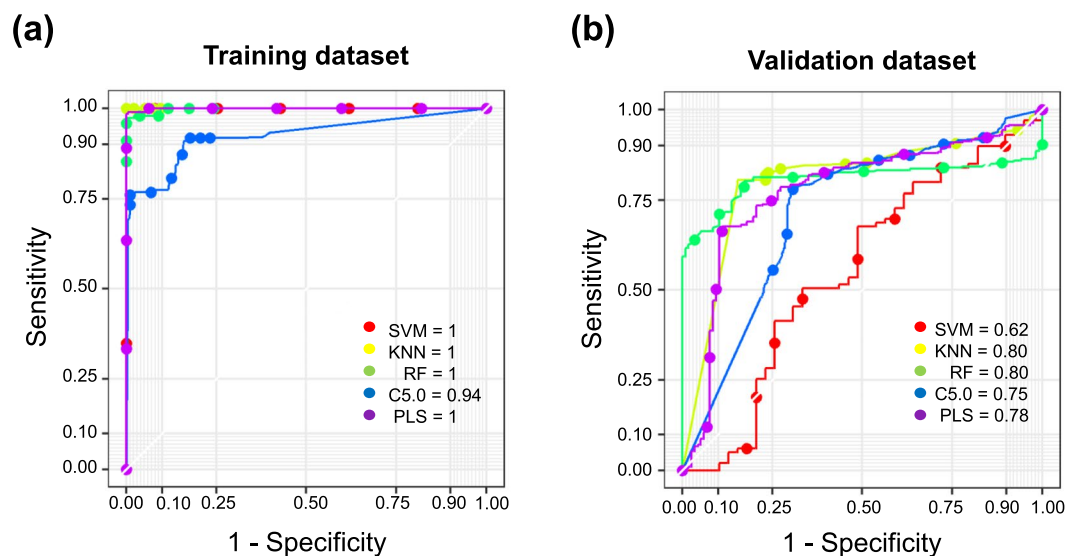 (a)
Training dataset
1.00
0.90
0.75
0.50
0.25
0.10
0.00
Sensitivity
SVM = 1
KNN = 1
RF = 1
C5.0 = 0.94
PLS = 1
0.00 0.10 0.25 0.50 0.75 0.90 1.00
1 - Specificity
(b)
Validation dataset
1.00
0.90
0.75
0.50
0.25
0.10
0.00
Sensitivity
SVM = 0.62
KNN = 0.80
RF = 0.80
C5.0 = 0.75
PLS = 0.78
0.00 0.10 0.25 0.50 0.75 0.90 1.00
1 - Specificity